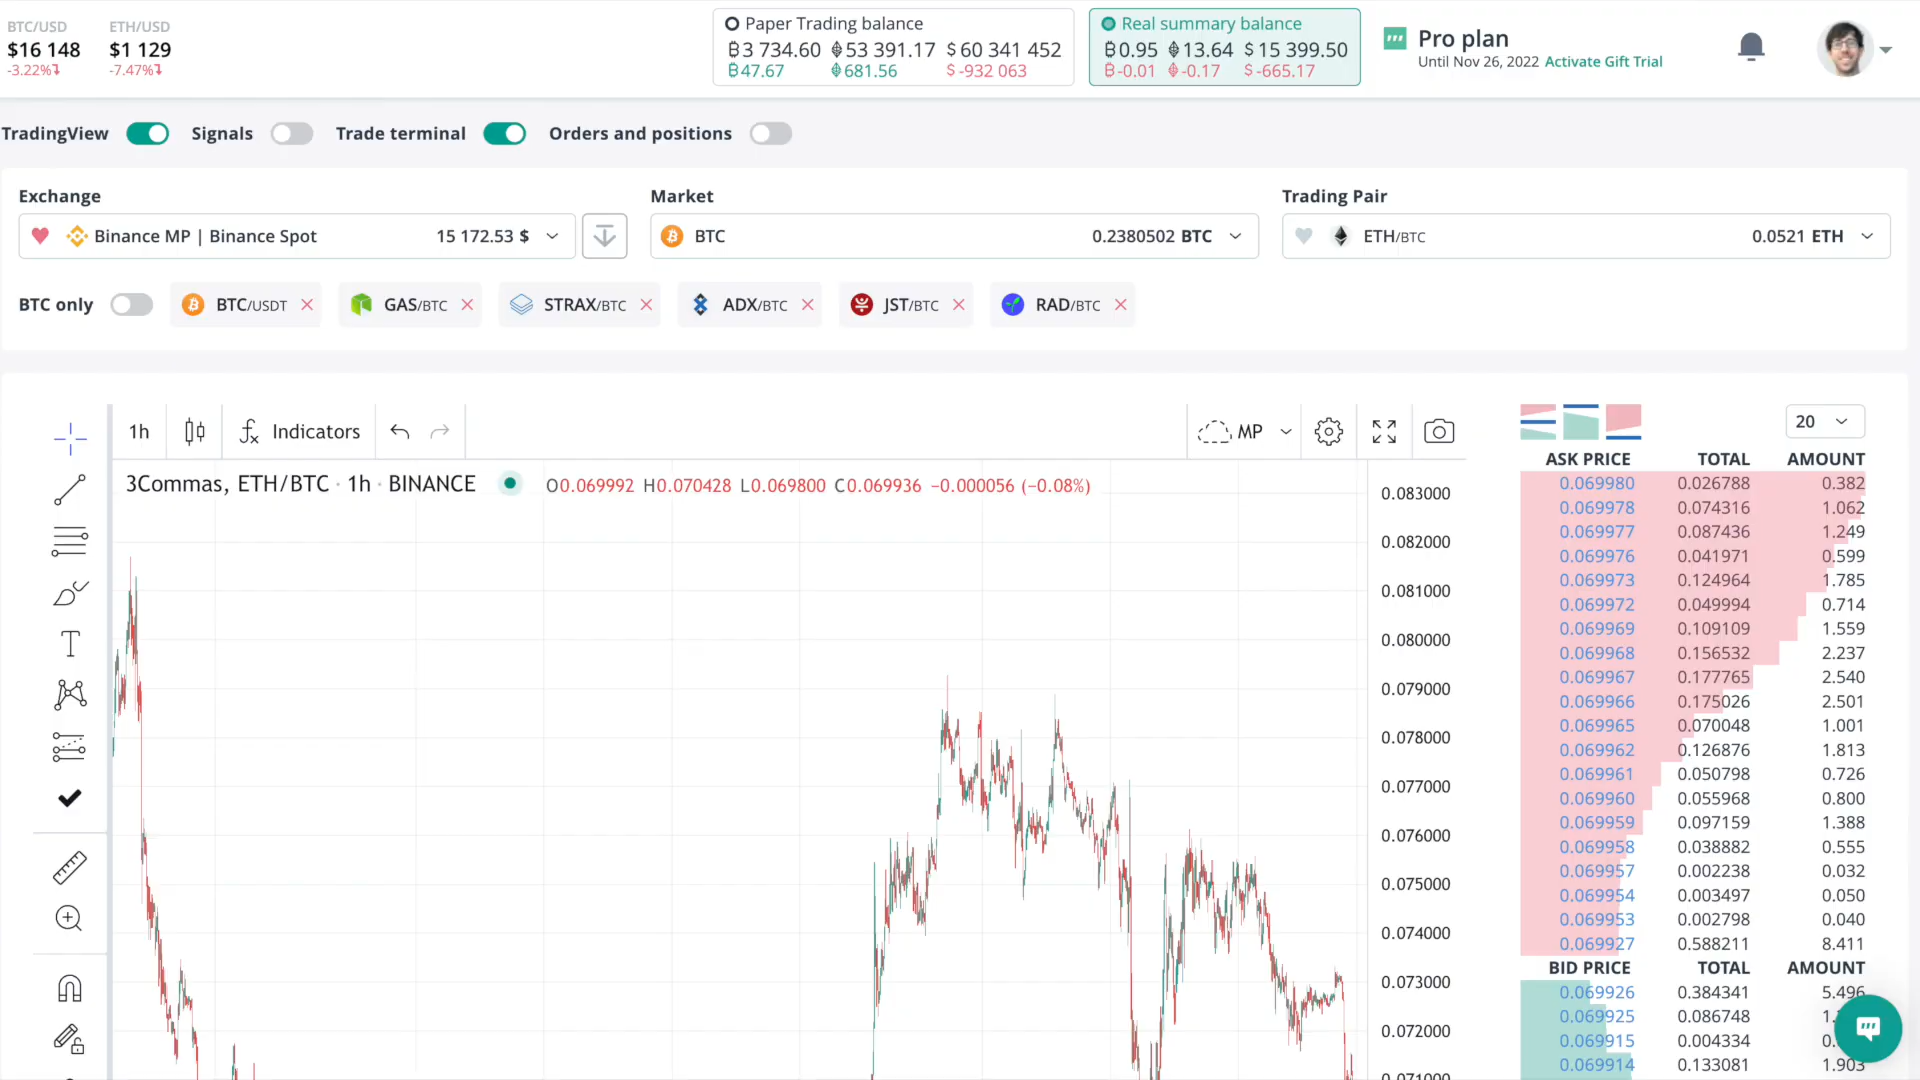 BTC/USD
$16 148
-3.22%
ETH/USD
$1 129
-7.47%
Paper Trading balance
3 734.60 53 391.17 $ 60 341 452
47.67 681.56 $ -932 063
Real summary balance
0.95 13.64 $ 15 399.50
-0.01 -0.17 $ -665.17
Pro plan
Until Nov 26, 2022 Activate Gift Trial
TradingView Signals Trade terminal Orders and positions
Exchange
Binance MP | Binance Spot 15 172.53 $
Market
BTC 0.2380502 BTC
Trading Pair
ETH/BTC 0.0521 ETH
BTC only BTC/USDT GAS/BTC STRAX/BTC ADX/BTC JST/BTC RAD/BTC
1h Indicators MP
3Commas, ETH/BTC · 1h · BINANCE O0.069992 H0.070428 L0.069800 C0.069936 −0.000056 (−0.08%)
0.083000
0.082000
0.081000
0.080000
0.079000
0.078000
0.077000
0.076000
0.075000
0.074000
0.073000
0.072000
0.071000
20
ASK PRICE TOTAL AMOUNT
0.069980 0.026788 0.382
0.069978 0.074316 1.062
0.069977 0.087436 1.249
0.069976 0.041971 0.599
0.069973 0.124964 1.785
0.069972 0.049994 0.714
0.069969 0.109109 1.559
0.069968 0.156532 2.237
0.069967 0.177765 2.540
0.069966 0.175026 2.501
0.069965 0.070048 1.001
0.069962 0.126876 1.813
0.069961 0.050798 0.726
0.069960 0.055968 0.800
0.069959 0.097159 1.388
0.069958 0.038882 0.555
0.069957 0.002238 0.032
0.069954 0.003497 0.050
0.069953 0.002798 0.040
0.069927 0.588211 8.411
BID PRICE TOTAL AMOUNT
0.069926 0.384341 5.496
0.069925 0.086748
0.069915 0.004334
0.069914 0.133081 1.903